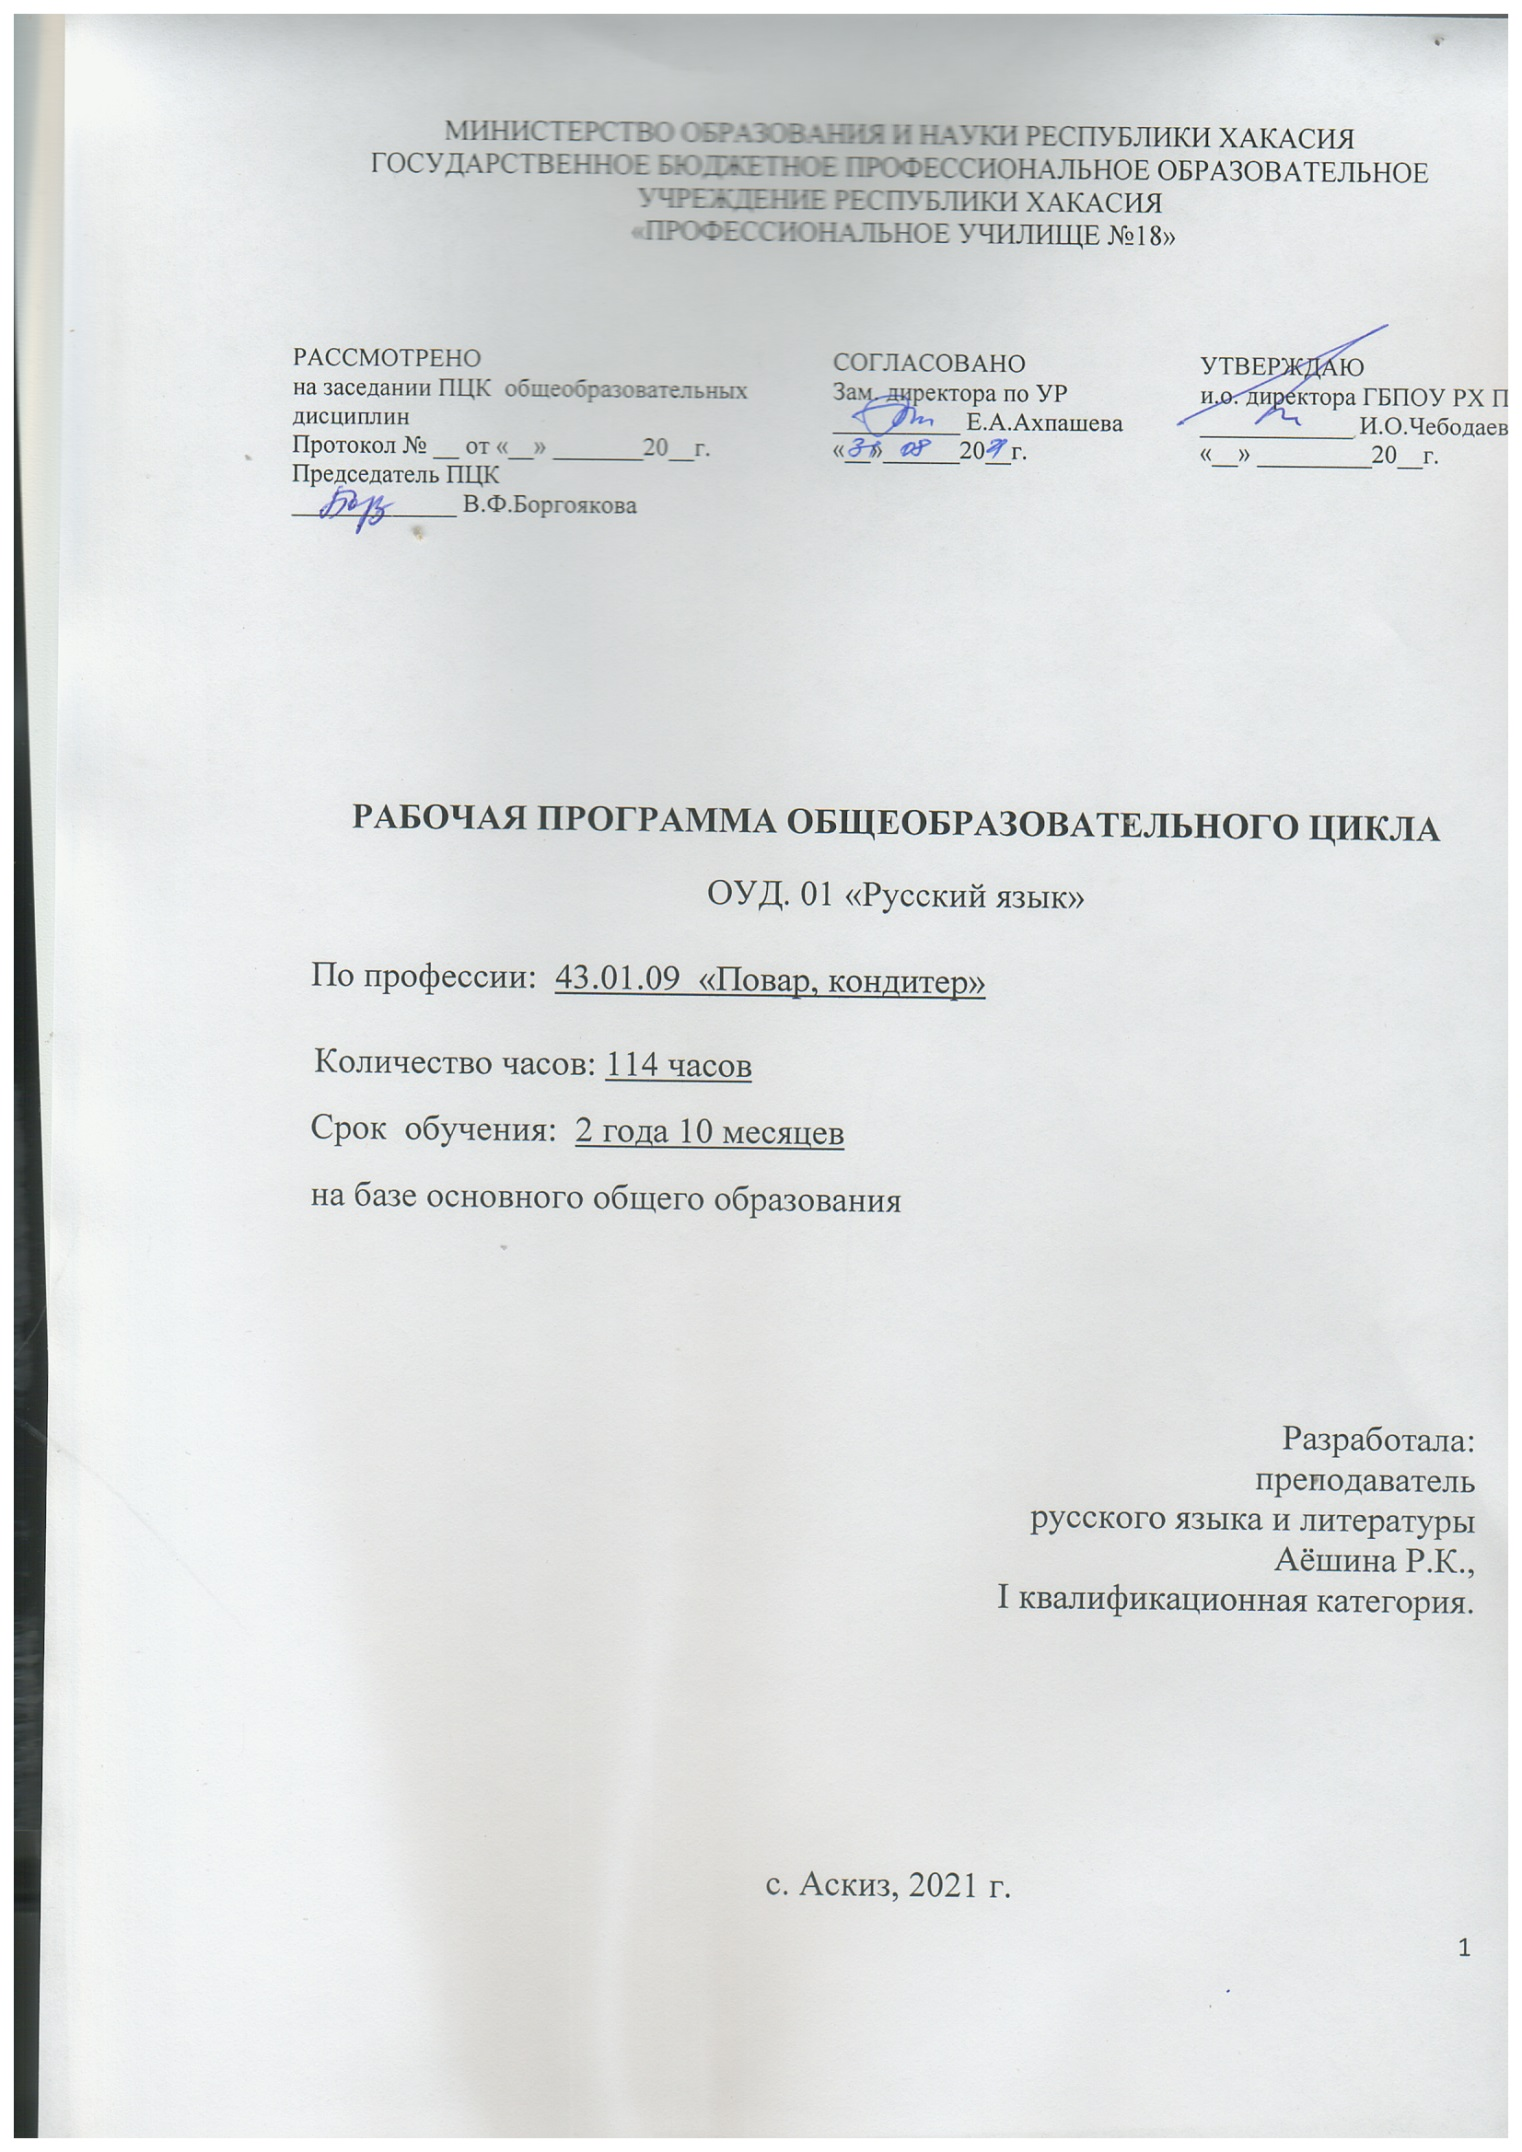 МИНИСТЕРСТВО ОБРАЗОВАНИЯ И НАУКИ РЕСПУБЛИКИ ХАКАСИЯ
ГОСУДАРСТВЕННОЕ БЮДЖЕТНОЕ ПРОФЕССИОНАЛЬНОЕ ОБРАЗОВАТЕЛЬНОЕ
УЧРЕЖДЕНИЕ РЕСПУБЛИКИ ХАКАСИЯ
«ПРОФЕССИОНАЛЬНОЕ УЧИЛИЩЕ №18»
РАССМОТРЕНО
на заседании ПЦК общеобразовательных
дисциплин
Протокол № __ от «__» _______20__г.
Председатель ПЦК
_____________ В.Ф.Боргоякова
СОГЛАСОВАНО
Зам. директора по УР
__________ Е.А.Ахпашева
«31» 08 2021г.
УТВЕРЖДАЮ
и.о. директора ГБПОУ РХ П
____________ И.О.Чебодаев
«__» _________20__г.
РАБОЧАЯ ПРОГРАММА ОБЩЕОБРАЗОВАТЕЛЬНОГО ЦИКЛА
ОУД. 01 «Русский язык»
По профессии: 43.01.09 «Повар, кондитер»
Количество часов: 114 часов
Срок обучения: 2 года 10 месяцев
на базе основного общего образования
Разработала:
преподаватель
русского языка и литературы
Аёшина Р.К.,
I квалификационная категория.
с. Аскиз, 2021 г.
1